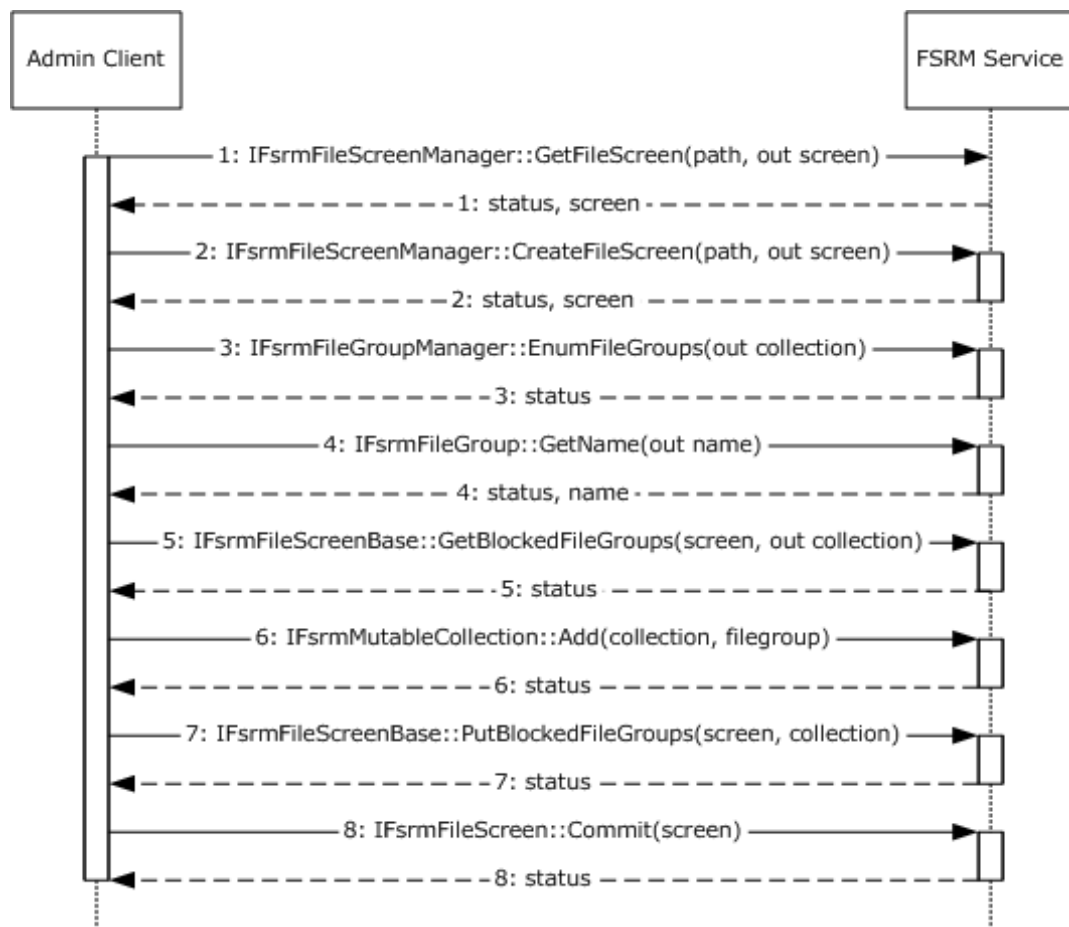 Admin Client
FSRM Service
1: IFsrmFileScreenManager::GetFileScreen(path, out screen)
1: status, screen
2: IFsrmFileScreenManager::CreateFileScreen(path, out screen)
2: status, screen
3: IFsrmFileGroupManager::EnumFileGroups(out collection)
3: status
4: IFsrmFileGroup::GetName(out name)
4: status, name
5: IFsrmFileScreenBase::GetBlockedFileGroups(screen, out collection)
5: status
6: IFsrmMutableCollection::Add(collection, filegroup)
6: status
7: IFsrmFileScreenBase::PutBlockedFileGroups(screen, collection)
7: status
8: IFsrmFileScreen::Commit(screen)
8: status